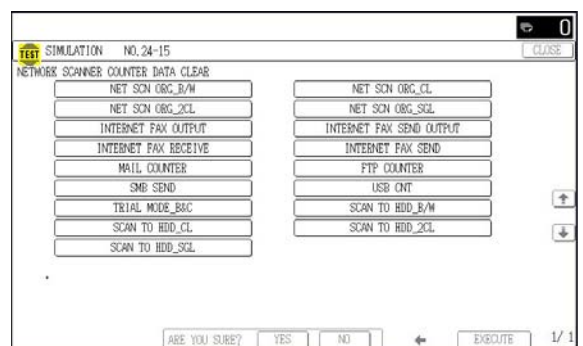 0
TEST SIMULATION NO.24-15 CLOSE
NETWORK SCANNER COUNTER DATA CLEAR
NET SCN ORG_B/W NET SCN ORG_CL
NET SCN ORG_2CL NET SCN ORG_SGL
INTERNET FAX OUTPUT INTERNET FAX SEND OUTPUT
INTERNET FAX RECEIVE INTERNET FAX SEND
MAIL COUNTER FTP COUNTER
SMB SEND USB CNT
TRIAL MODE_B&C SCAN TO HDD_B/W
SCAN TO HDD_CL SCAN TO HDD_2CL
SCAN TO HDD_SGL
ARE YOU SURE? YES NO EXECUTE 1/1